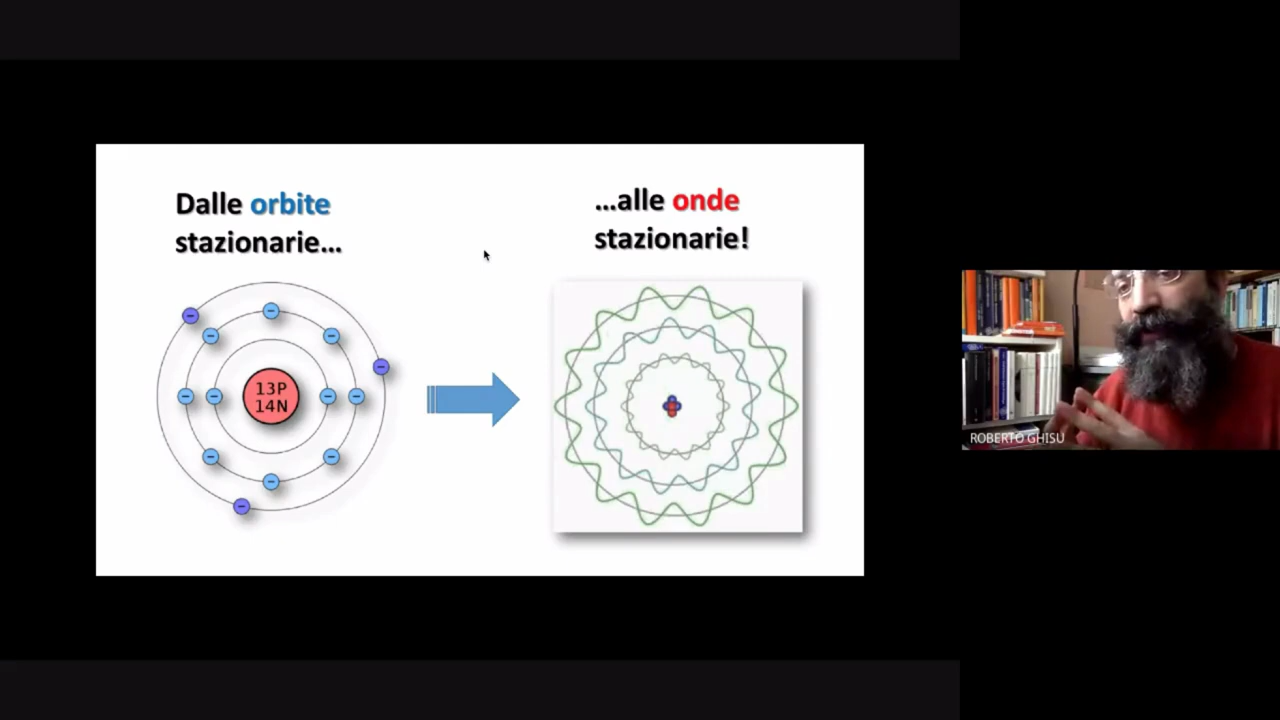 Dalle orbite
stazionarie...
...alle onde
stazionarie!
13P
14N
ROBERTO GHISU